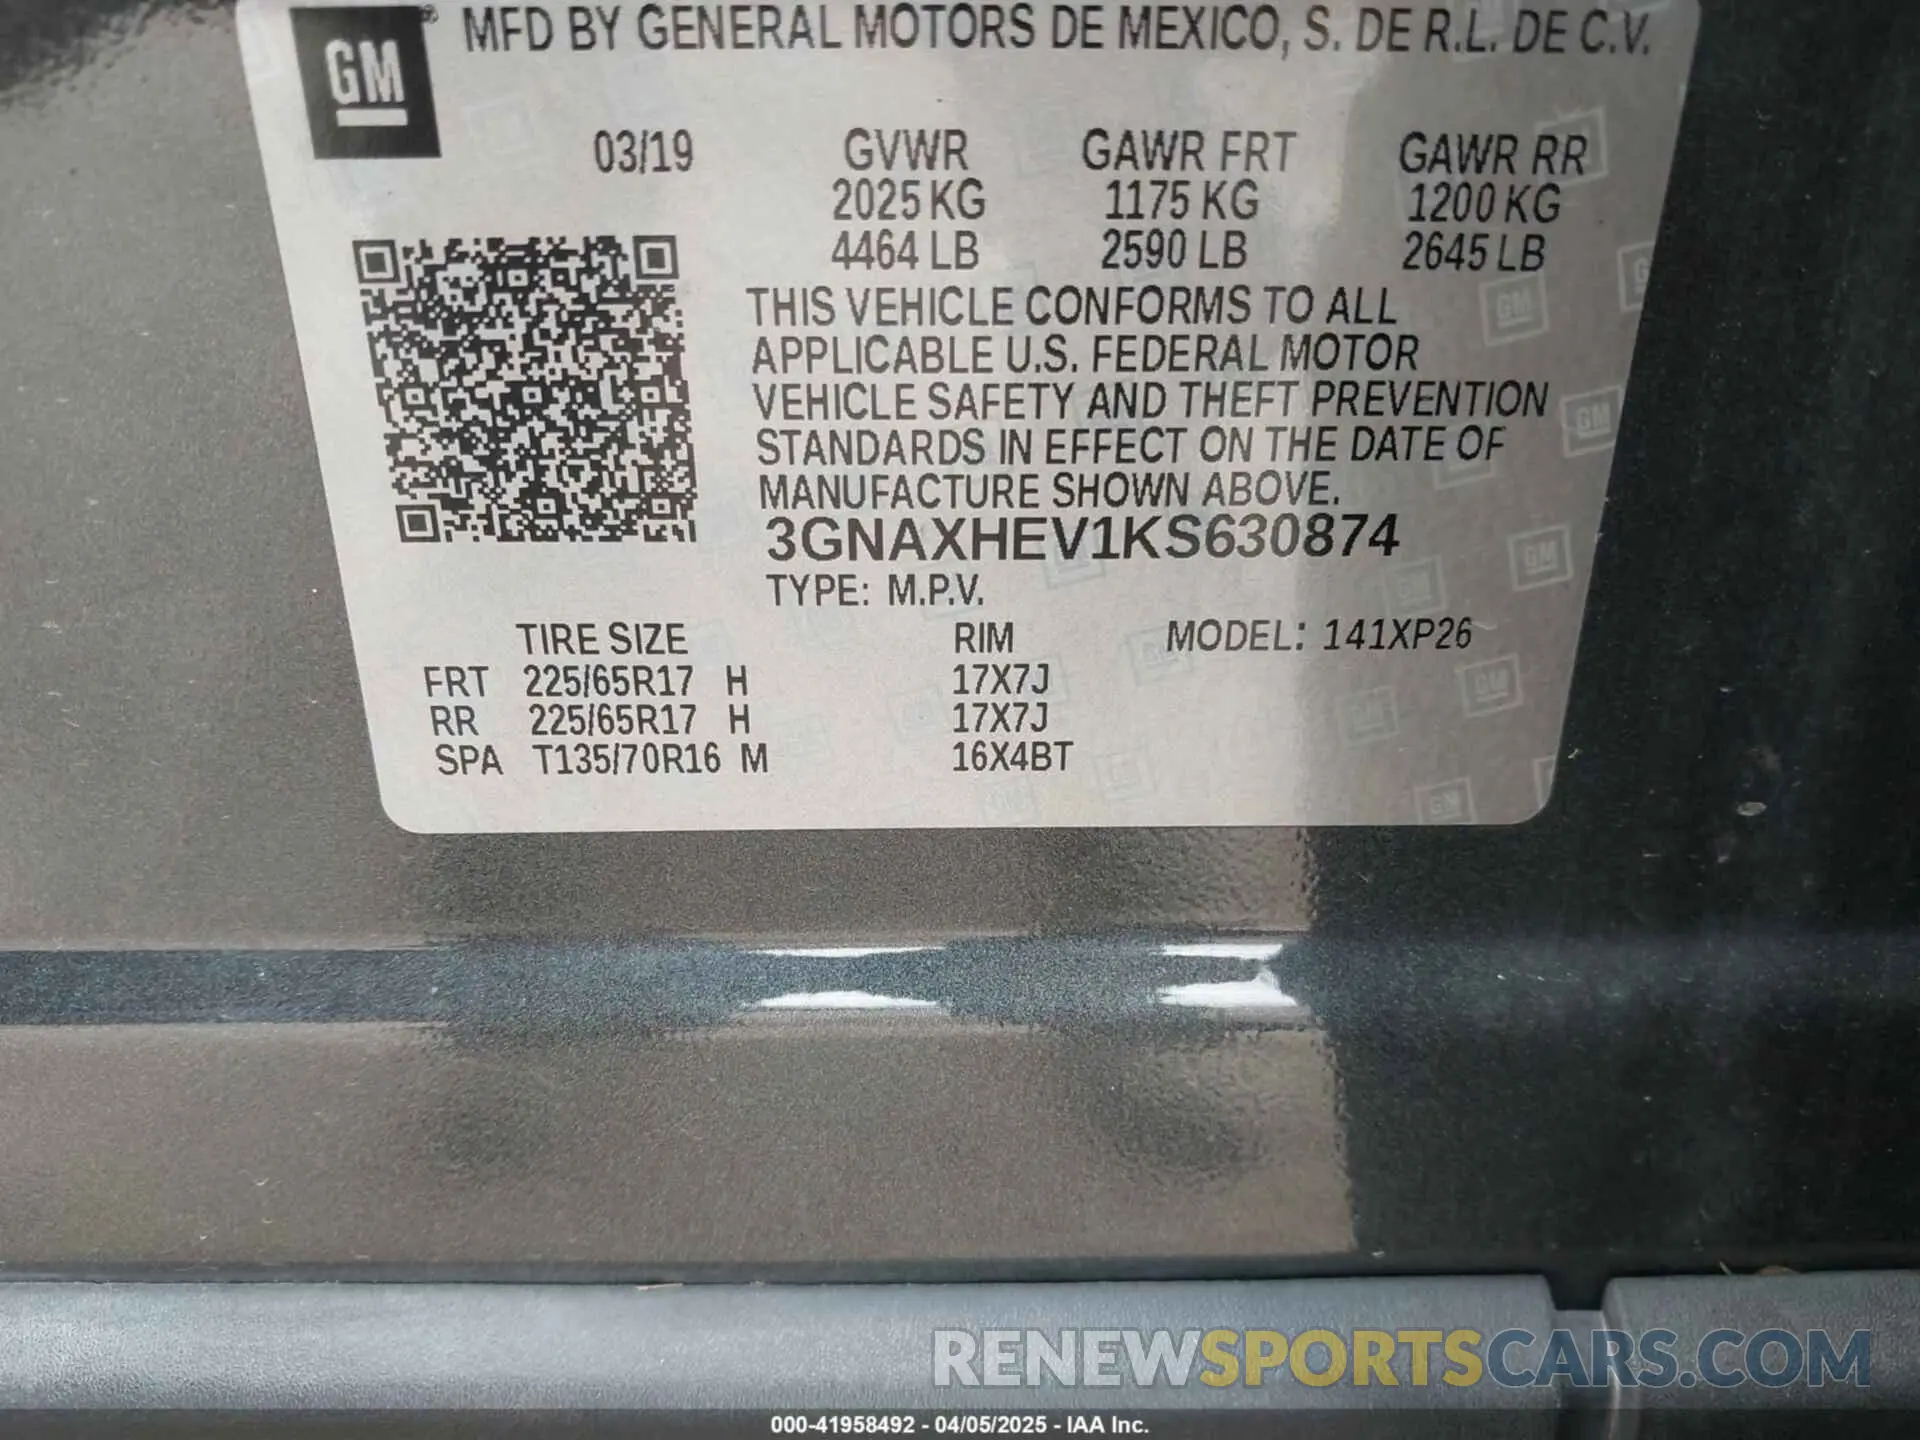 GM ® MFD BY GENERAL MOTORS DE MEXICO, S. DE R.L. DE C.V.
03/19 GVWR GAWR FRT GAWR RR
2025 KG 1175 KG 1200 KG
4464 LB 2590 LB 2645 LB
THIS VEHICLE CONFORMS TO ALL
APPLICABLE U.S. FEDERAL MOTOR
VEHICLE SAFETY AND THEFT PREVENTION
STANDARDS IN EFFECT ON THE DATE OF
MANUFACTURE SHOWN ABOVE.
3GNAXHEV1KS630874
TYPE: M.P.V.
TIRE SIZE RIM MODEL: 141XP26
FRT 225/65R17 H 17X7J
RR 225/65R17 H 17X7J
SPA T135/70R16 M 16X4BT
RENEWSPORTSCARS.COM
000-41958492 - 04/05/2025 - IAA Inc.